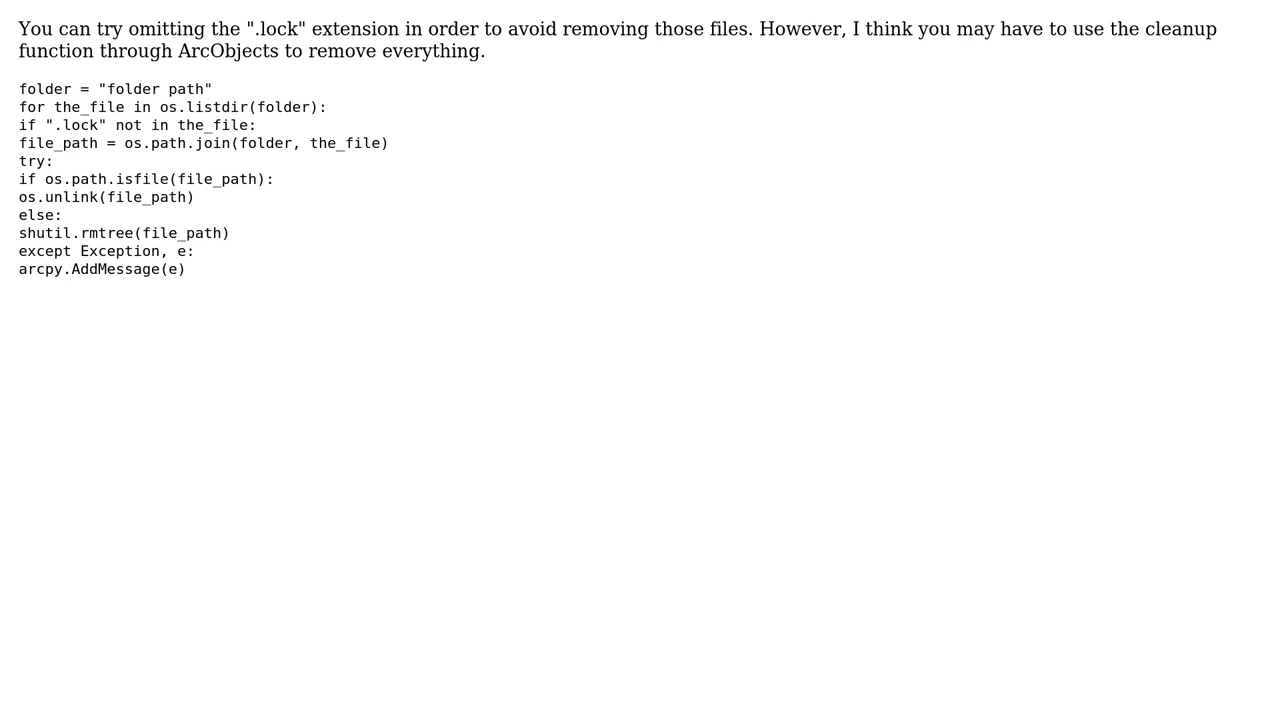 You can try omitting the ".lock" extension in order to avoid removing those files. However, I think you may have to use the cleanup
function through ArcObjects to remove everything.
folder = "folder path"
for the_file in os.listdir(folder):
if ".lock" not in the_file:
file_path = os.path.join(folder, the_file)
try:
if os.path.isfile(file_path):
os.unlink(file_path)
else:
shutil.rmtree(file_path)
except Exception, e:
arcpy.AddMessage(e)